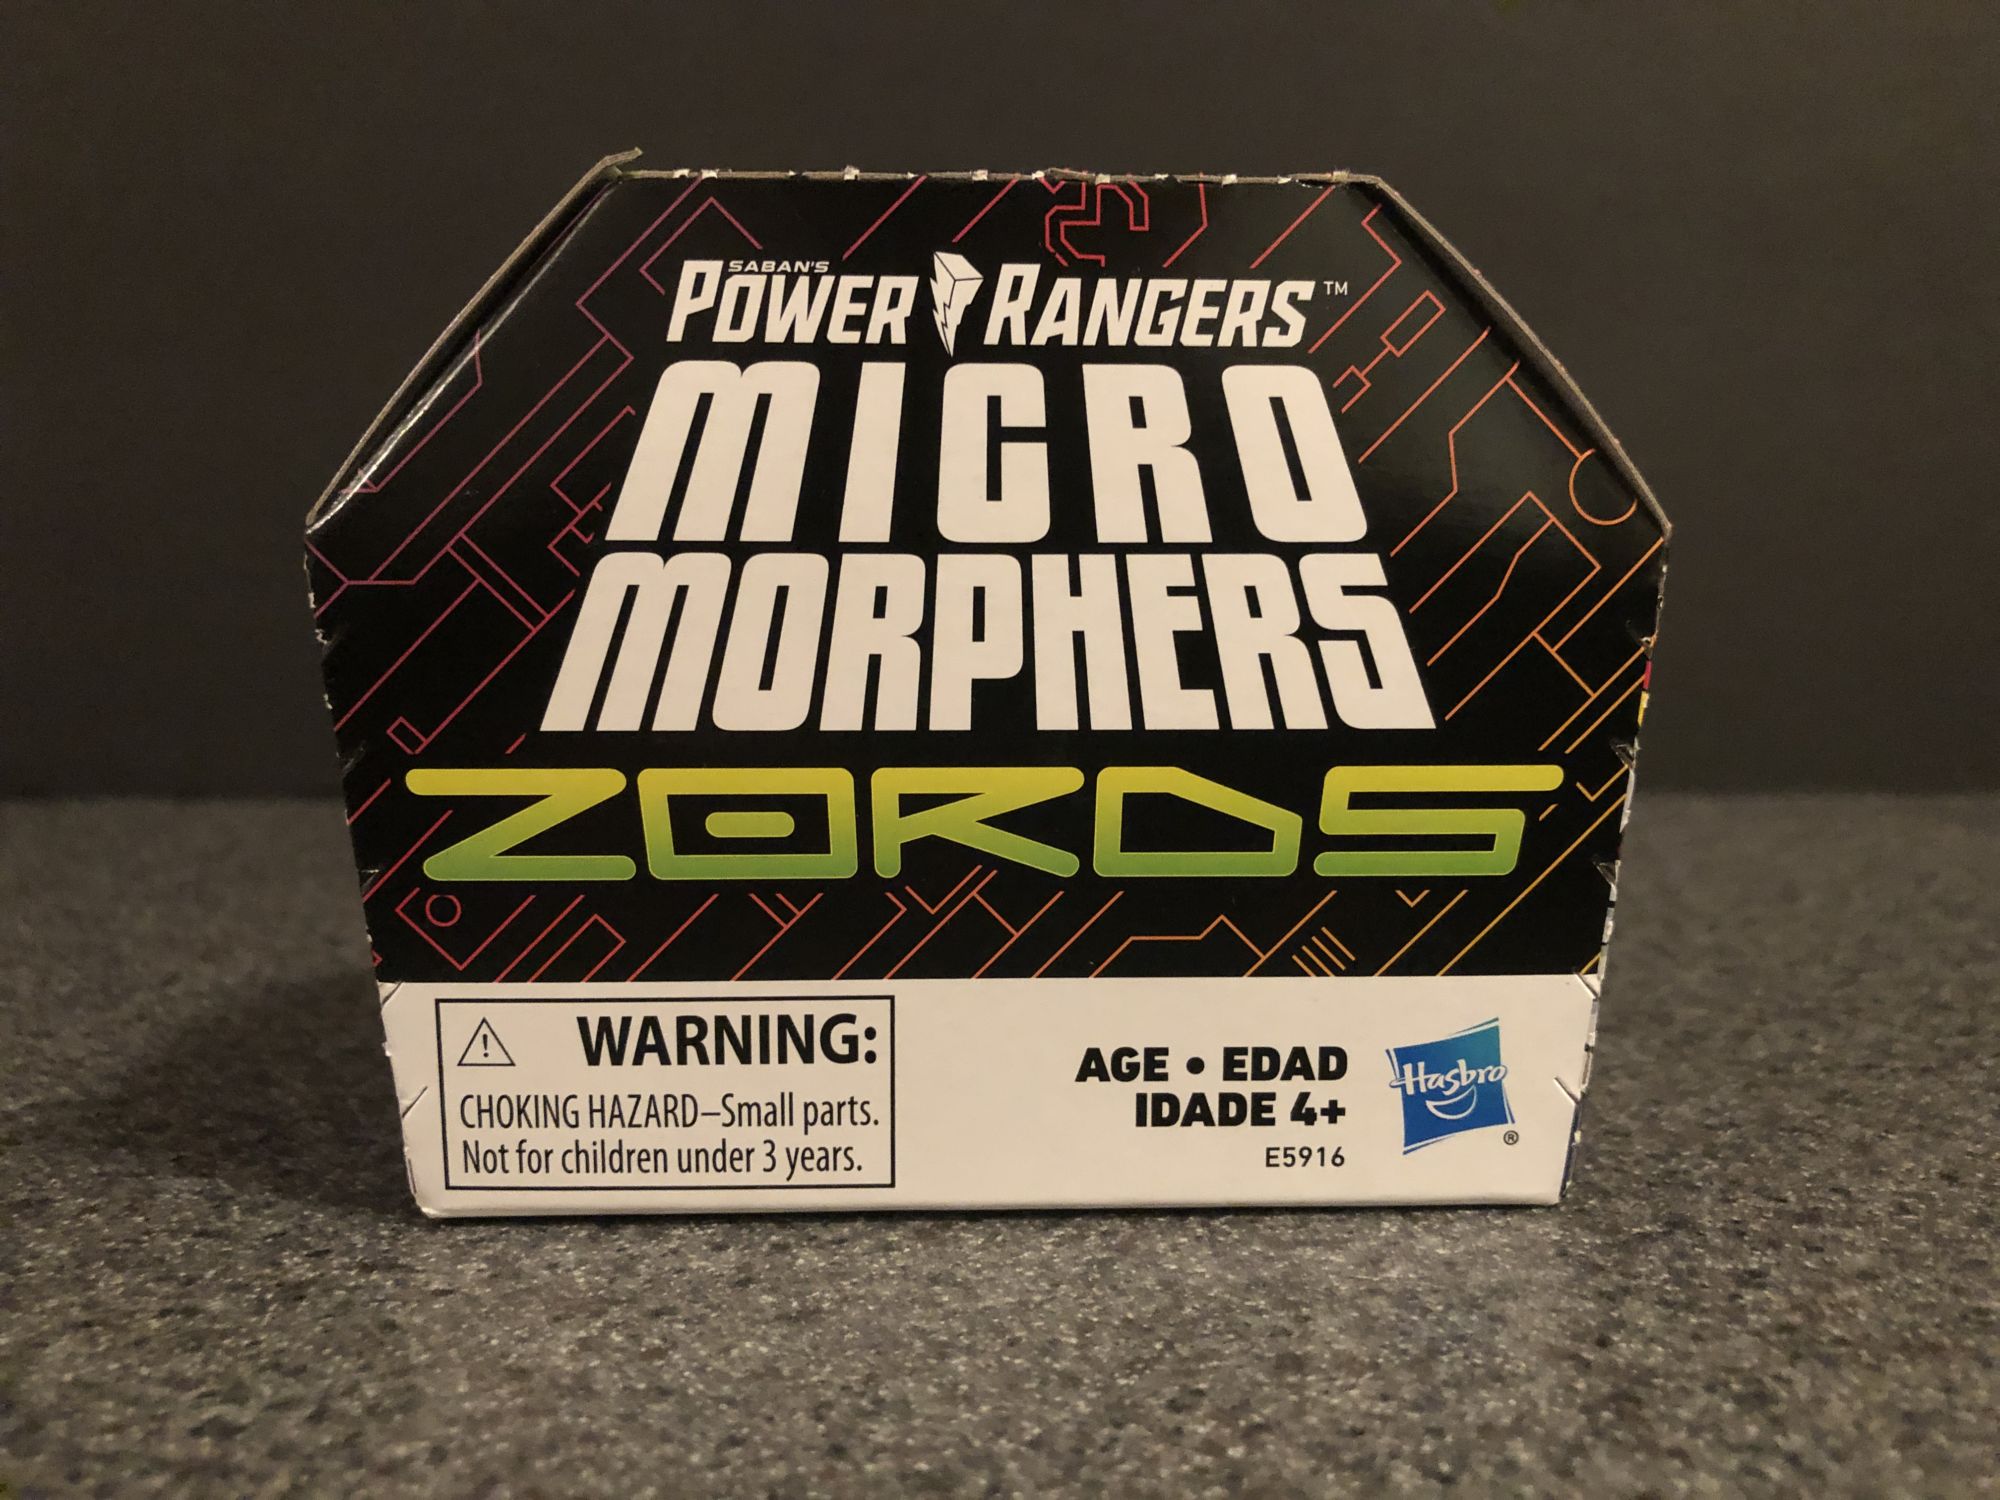 SABAN'S
POWER RANGERS™
MICRO
MORPHERS
ZORDS
WARNING:
CHOKING HAZARD–Small parts.
Not for children under 3 years.
AGE • EDAD
IDADE 4+
E5916
Hasbro
®